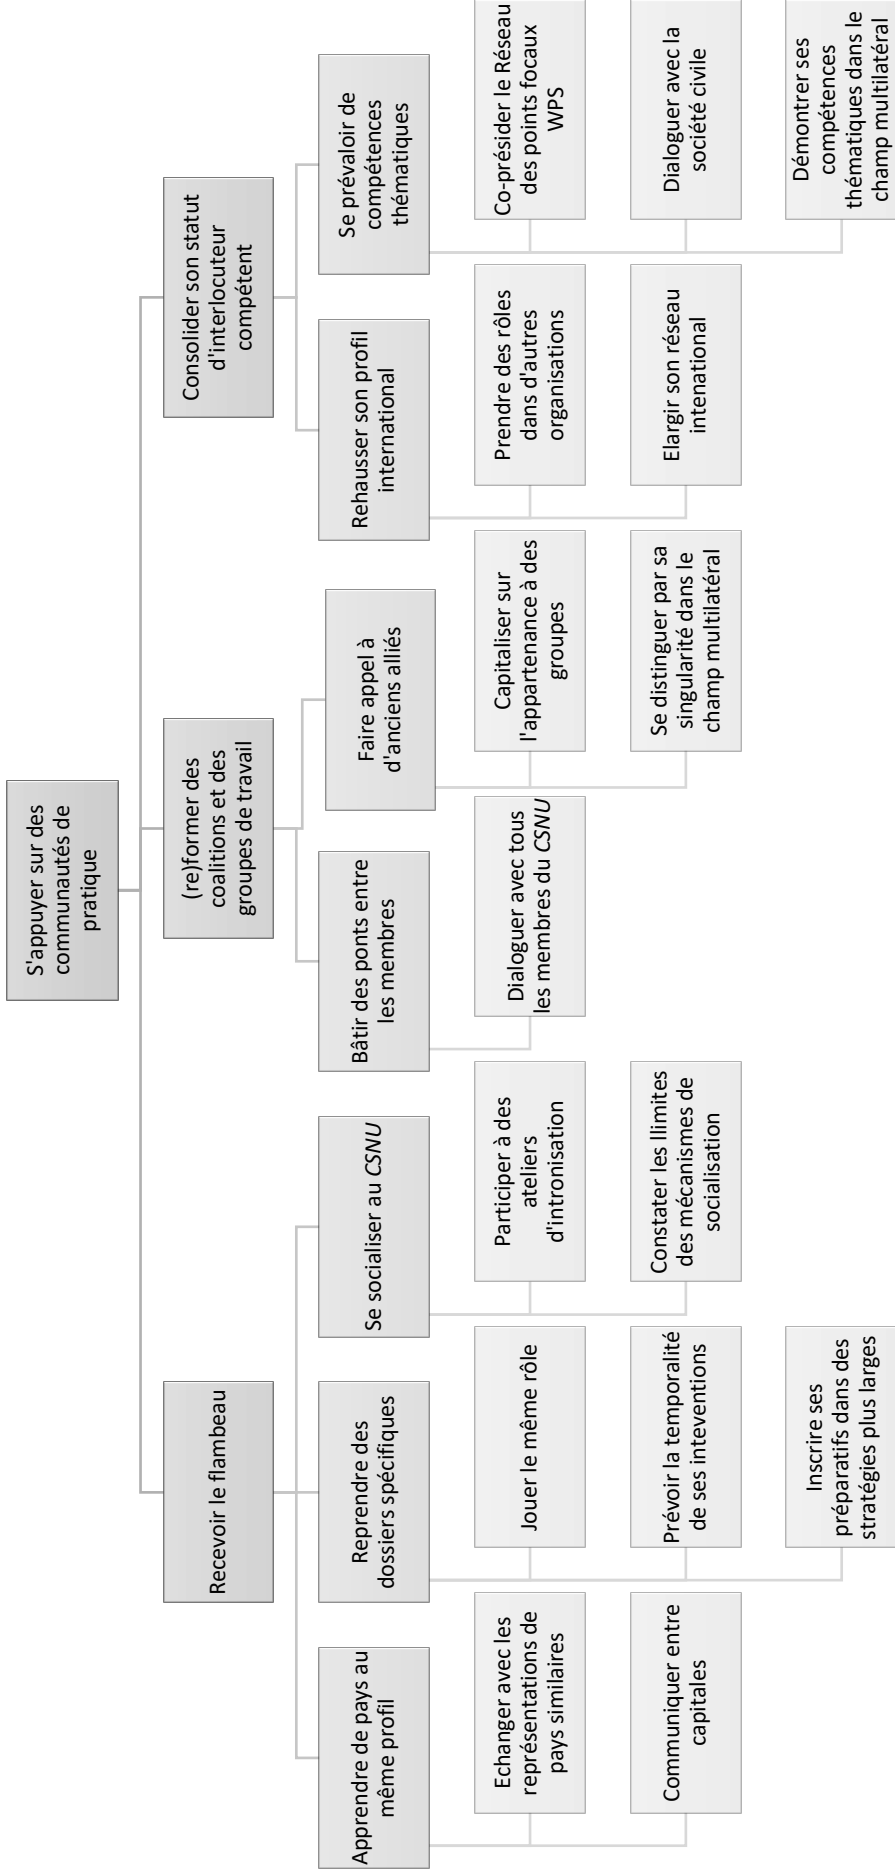 S'appuyer sur des
communautés de
pratique
Recevoir le flambeau
Apprendre de pays au
même profil
Echanger avec les
représentations de
pays similaires
Communiquer entre
capitales
Reprendre des
dossiers spécifiques
Jouer le même rôle
Prévoir la temporalité
de ses inteventions
Inscrire ses
préparatifs dans des
stratégies plus larges
Se socialiser au CSNU
Participer à des
ateliers
d'intronisation
Constater les llimites
des mécanismes de
socialisation
(re)former des
coalitions et des
groupes de travail
Bâtir des ponts entre
les membres
Dialoguer avec tous
les membres du CSNU
Faire appel à
d'anciens alliés
Capitaliser sur
l'appartenance à des
groupes
Se distinguer par sa
singularité dans le
champ multilatéral
Consolider son statut
d'interlocuteur
compétent
Rehausser son profil
international
Prendre des rôles
dans d'autres
organisations
Elargir son réseau
intenational
Se prévaloir de
compétences
thématiques
Co-présider le Réseau
des points focaux
WPS
Dialoguer avec la
société civile
Démontrer ses
compétences
thématiques dans le
champ multilatéral